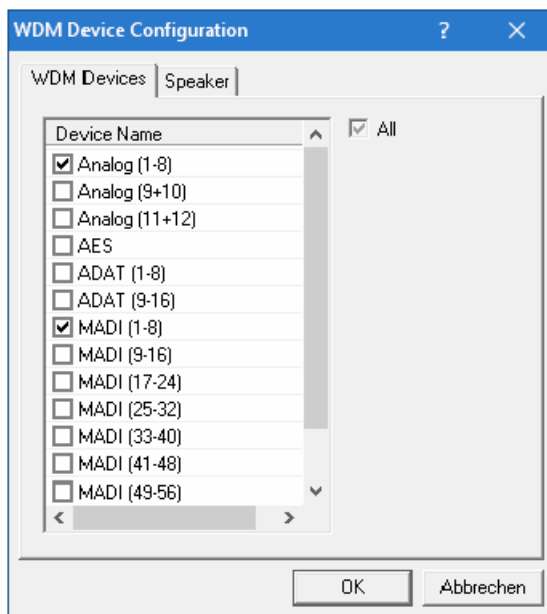 WDM Device Configuration
WDM Devices
Speaker
Device Name
All
Analog (1-8)
Analog (9+10)
Analog (11+12)
AES
ADAT (1-8)
ADAT (9-16)
MADI (1-8)
MADI (9-16)
MADI (17-24)
MADI (25-32)
MADI (33-40)
MADI (41-48)
MADI (49-56)
OK
Abbrechen